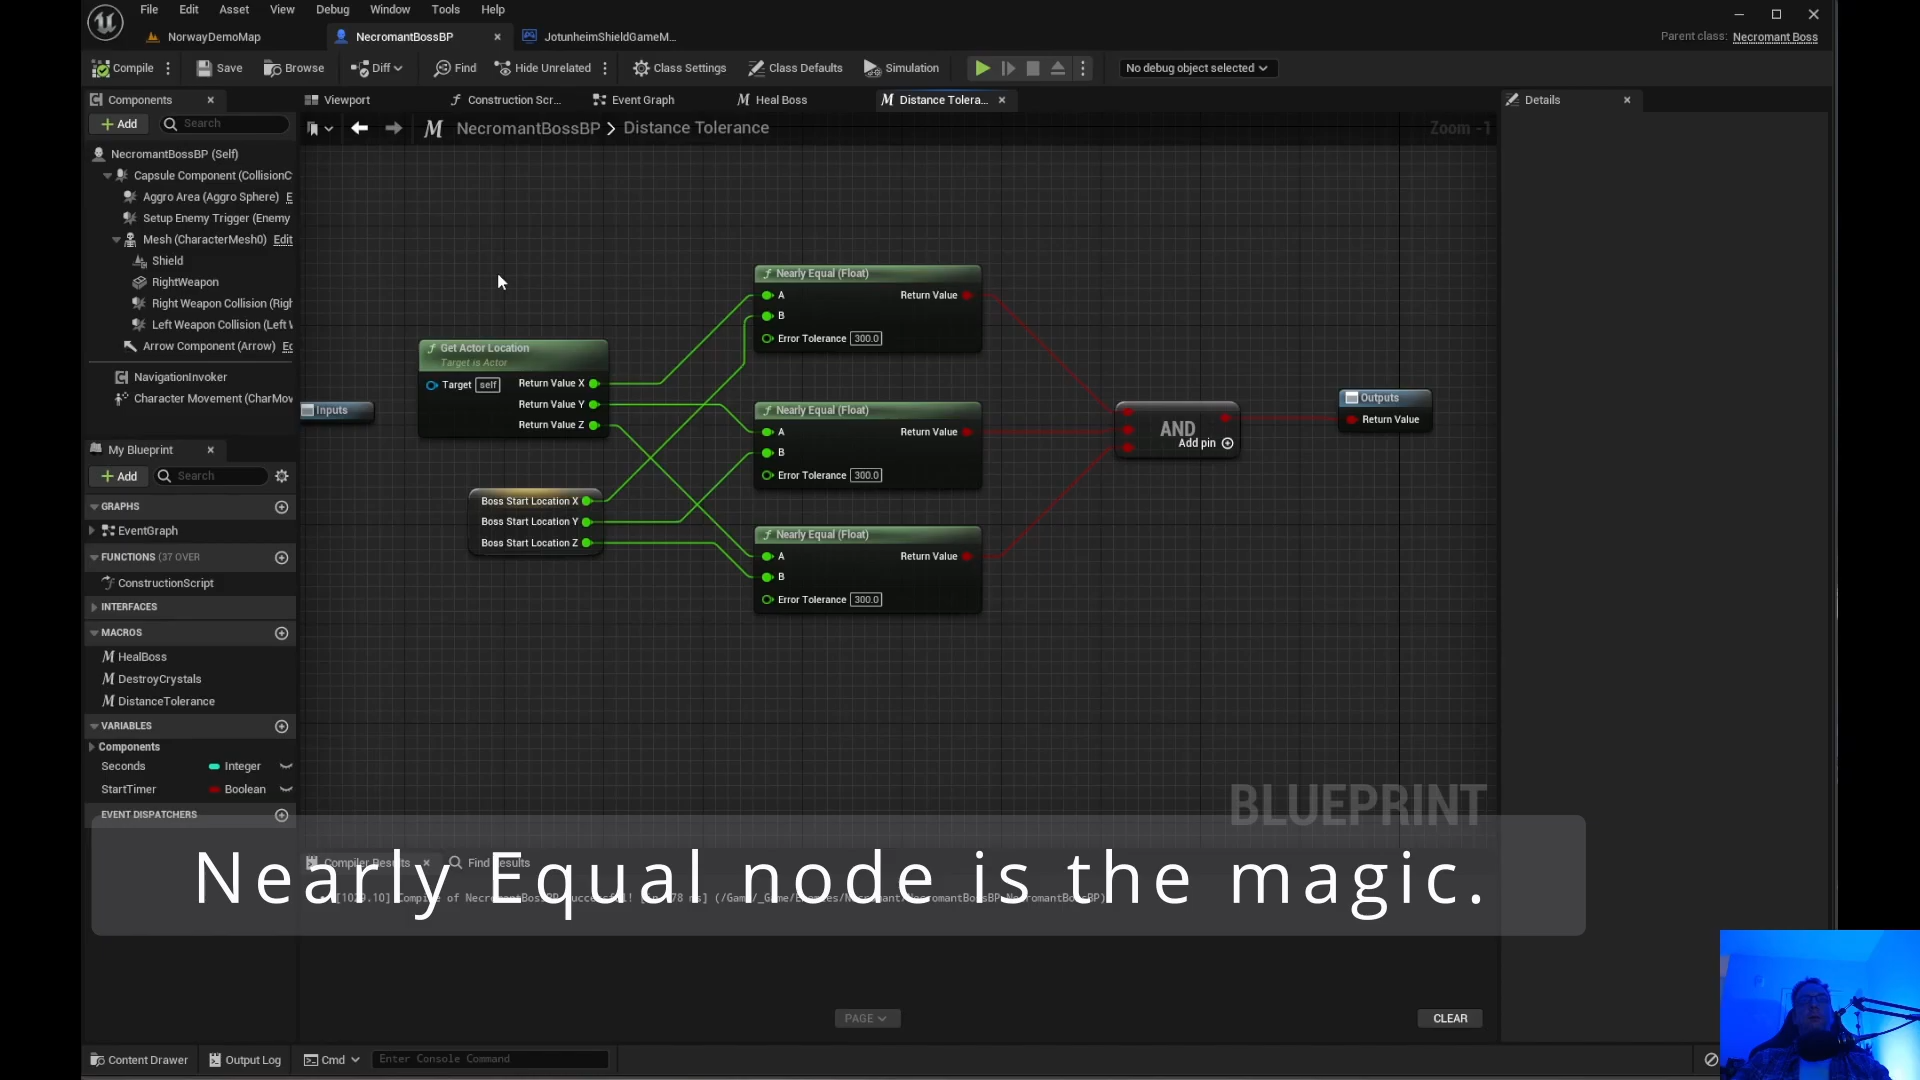 File Edit Asset View Debug Window Tools Help
NorwayDemoMap NecromantBossBP JotunheimShieldGameM...
Parent class: Necromant Boss
Compile Save Browse Diff Find Hide Unrelated Class Settings Class Defaults Simulation No debug object selected
Components Viewport Construction Scr... Event Graph Heal Boss Distance Tolera... Details
Add Search
NecromantBossBP > Distance Tolerance Zoom -1
NecromantBossBP (Self)
Capsule Component (CollisionC
Aggro Area (Aggro Sphere) E
Setup Enemy Trigger (Enemy
Mesh (CharacterMesh0) Edit
Shield
RightWeapon
Right Weapon Collision (Righ
Left Weapon Collision (Left W
Arrow Component (Arrow) Ec
NavigationInvoker
Character Movement (CharMov
My Blueprint
Add Search
GRAPHS
EventGraph
FUNCTIONS (37 OVER
ConstructionScript
INTERFACES
MACROS
HealBoss
DestroyCrystals
DistanceTolerance
VARIABLES
Components
Seconds Integer
StartTimer Boolean
EVENT DISPATCHERS
Inputs
Get Actor Location
Target is Actor
Target self Return Value X
Return Value Y
Return Value Z
Boss Start Location X
Boss Start Location Y
Boss Start Location Z
Nearly Equal (Float)
A Return Value
B
Error Tolerance 300.0
Nearly Equal (Float)
A Return Value
B
Error Tolerance 300.0
Nearly Equal (Float)
A Return Value
B
Error Tolerance 300.0
AND
Add pin
Outputs
Return Value
BLUEPRINT
Compiler Results Find Results
Nearly Equal node is the magic.
PAGE CLEAR
Content Drawer Output Log Cmd Enter Console Command